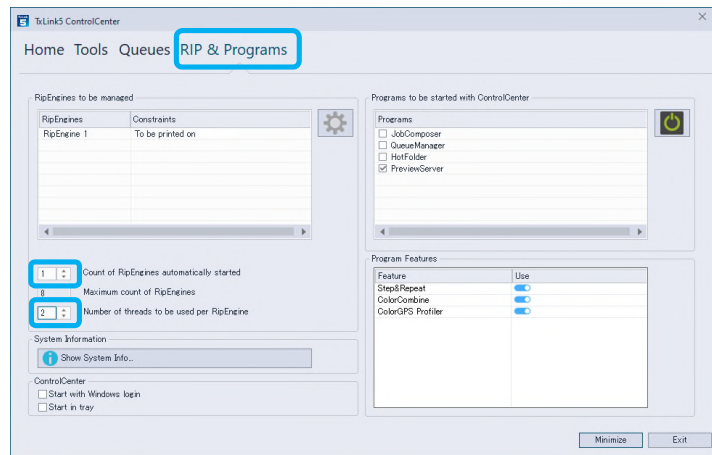 TxLink5 ControlCenter
Home Tools Queues RIP & Programs
RipEngines to be managed
RipEngines Constraints
RipEngine 1 To be printed on
1 Count of RipEngines automatically started
8 Maximum count of RipEngines
2 Number of threads to be used per RipEngine
System Information
Show System Info...
ControlCenter
Start with Windows login
Start in tray
Programs to be started with ControlCenter
Programs
JobComposer
QueueManager
HotFolder
PreviewServer
Program Features
Feature Use
Step&Repeat
ColorCombine
ColorGPS Profiler
Minimize Exit